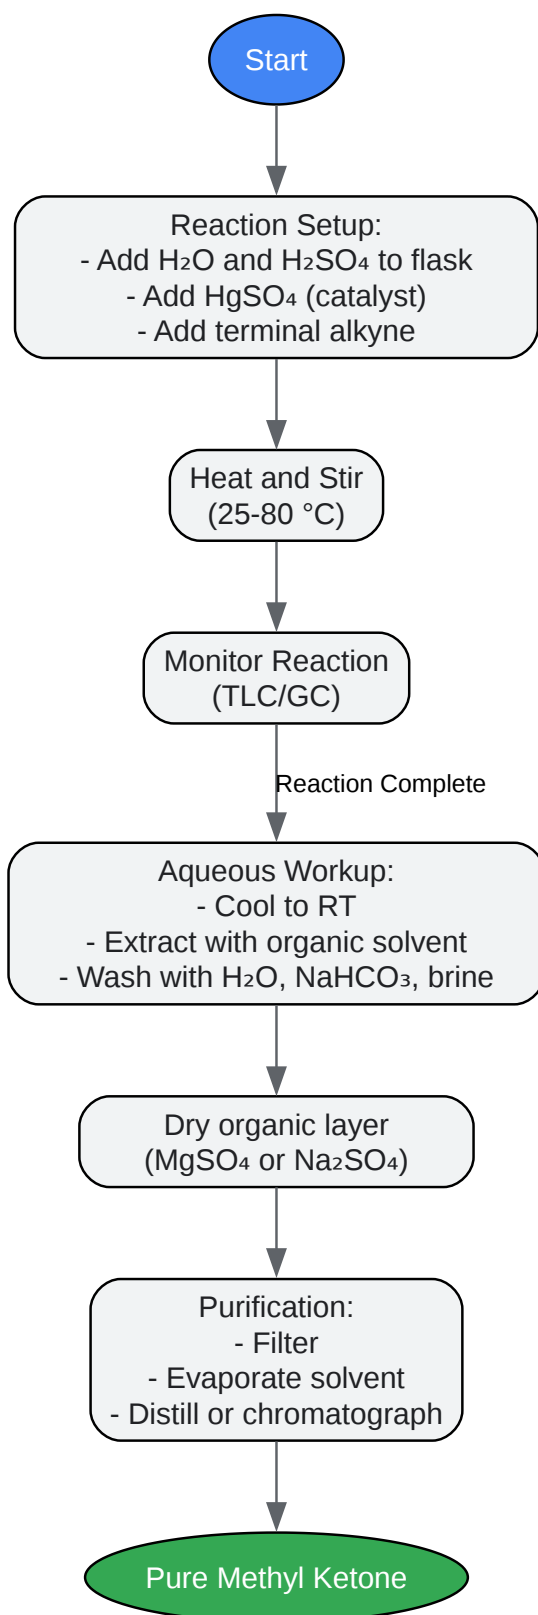 Start
Reaction Setup:
- Add H₂O and H₂SO₄ to flask
- Add HgSO₄ (catalyst)
- Add terminal alkyne
Heat and Stir
(25-80 °C)
Monitor Reaction
(TLC/GC)
Reaction Complete
Aqueous Workup:
- Cool to RT
- Extract with organic solvent
- Wash with H₂O, NaHCO₃, brine
Dry organic layer
(MgSO₄ or Na₂SO₄)
Purification:
- Filter
- Evaporate solvent
- Distill or chromatograph
Pure Methyl Ketone